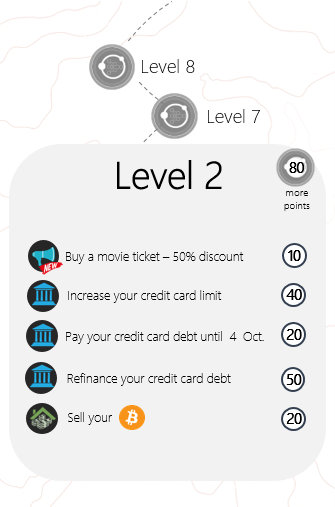 Level 8
Level 7
Level 2
80
more
points
NEW
Buy a movie ticket – 50% discount
10
Increase your credit card limit
40
Pay your credit card debt until 4 Oct.
20
Refinance your credit card debt
50
Sell your
20